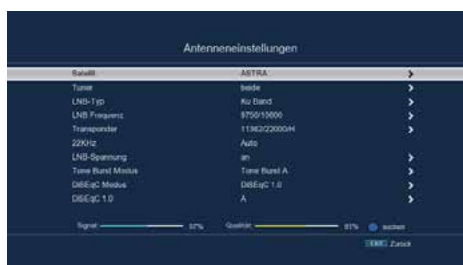 Antenneneinstellungen
Satellit ASTRA
Tuner beide
LNB-Typ Ku Band
LNB Frequenz 9750/10600
Transponder 11362/22000/H
22KHz Auto
LNB-Spannung an
Tone Burst Modus Tone Burst A
DiSEqC Modus DiSEqC 1.0
DiSEqC 1.0 A
Signal: Qualität: suchen
EXIT Zurück